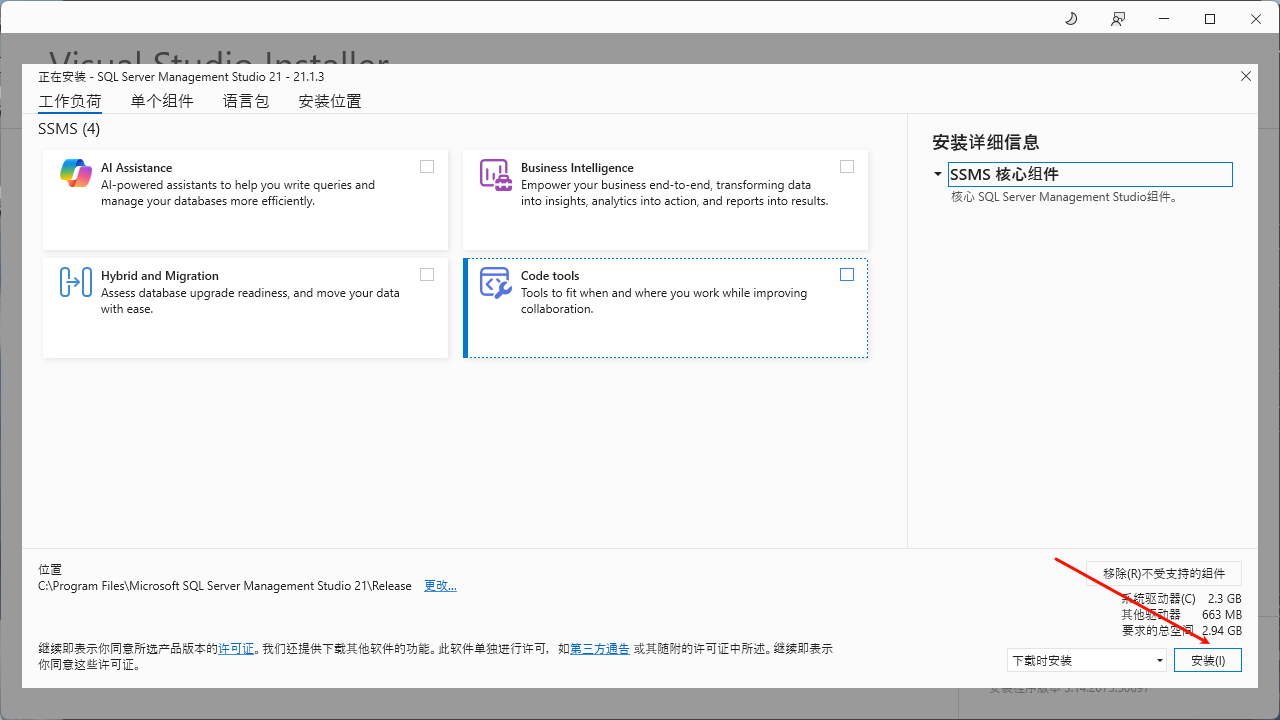 Visual Studio Installer
正在安装 - SQL Server Management Studio 21 - 21.1.3
工作负荷 单个组件 语言包 安装位置
SSMS (4)
AI Assistance
AI-powered assistants to help you write queries and
manage your databases more efficiently.
Business Intelligence
Empower your business end-to-end, transforming data
into insights, analytics into action, and reports into results.
Hybrid and Migration
Assess database upgrade readiness, and move your data
with ease.
Code tools
Tools to fit when and where you work while improving
collaboration.
安装详细信息
SSMS 核心组件
核心 SQL Server Management Studio组件。
位置
C:\Program Files\Microsoft SQL Server Management Studio 21\Release 更改...
移除(R)不受支持的组件
系统驱动器(C) 2.3 GB
其他驱动器 663 MB
要求的总空间 2.94 GB
继续即表示你同意所选产品版本的许可证。我们还提供下载其他软件的功能。此软件单独进行许可，如第三方通告 或其随附的许可证中所述。继续即表示
你同意这些许可证。
下载时安装 安装(I)